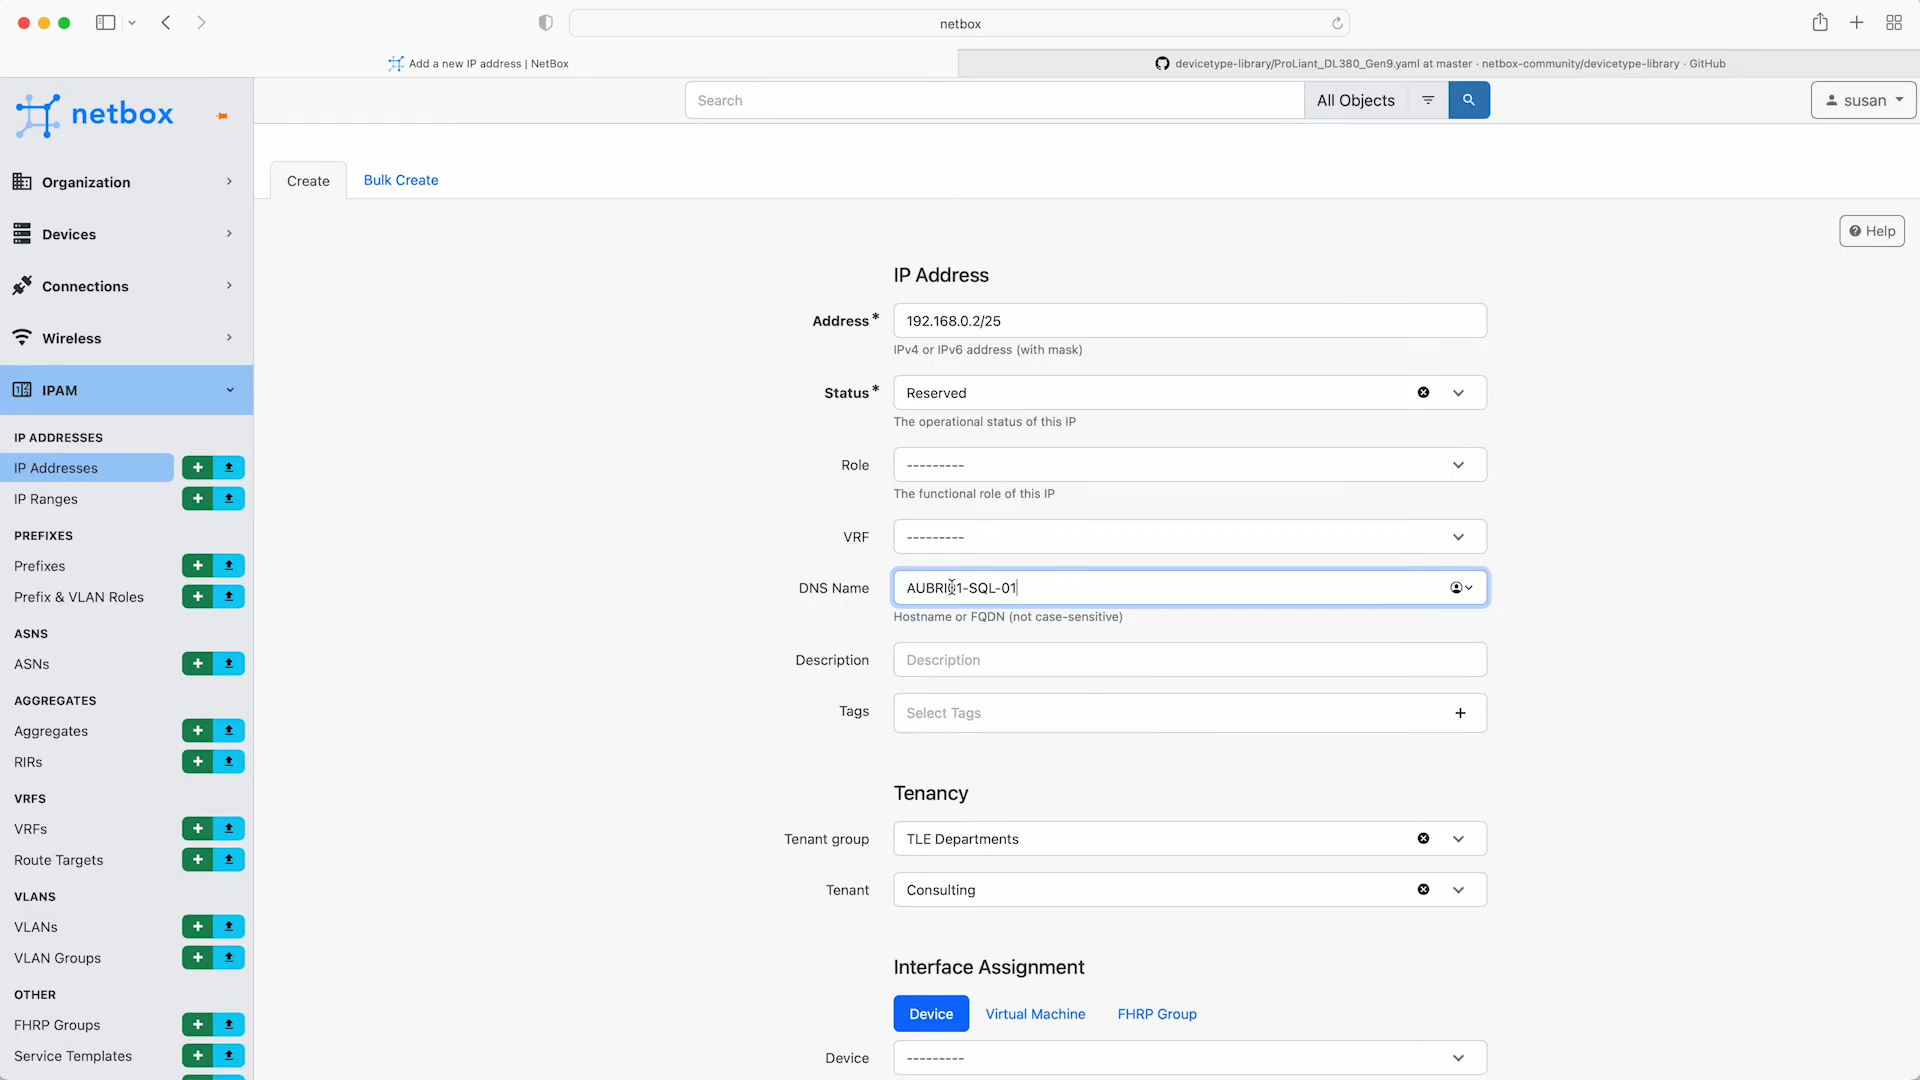 netbox
Add a new IP address | NetBox
devicetype-library/ProLiant_DL380_Gen9.yaml at master · netbox-community/devicetype-library · GitHub
netbox
Search
All Objects
susan
Organization
Devices
Connections
Wireless
IPAM
IP ADDRESSES
IP Addresses
IP Ranges
PREFIXES
Prefixes
Prefix & VLAN Roles
ASNS
ASNs
AGGREGATES
Aggregates
RIRs
VRFS
VRFs
Route Targets
VLANS
VLANs
VLAN Groups
OTHER
FHRP Groups
Service Templates
Create
Bulk Create
Help
IP Address
Address*
192.168.0.2/25
IPv4 or IPv6 address (with mask)
Status*
Reserved
The operational status of this IP
Role
---------
The functional role of this IP
VRF
---------
DNS Name
AUBRI01-SQL-01
Hostname or FQDN (not case-sensitive)
Description
Description
Tags
Select Tags
Tenancy
Tenant group
TLE Departments
Tenant
Consulting
Interface Assignment
Device
Virtual Machine
FHRP Group
Device
---------